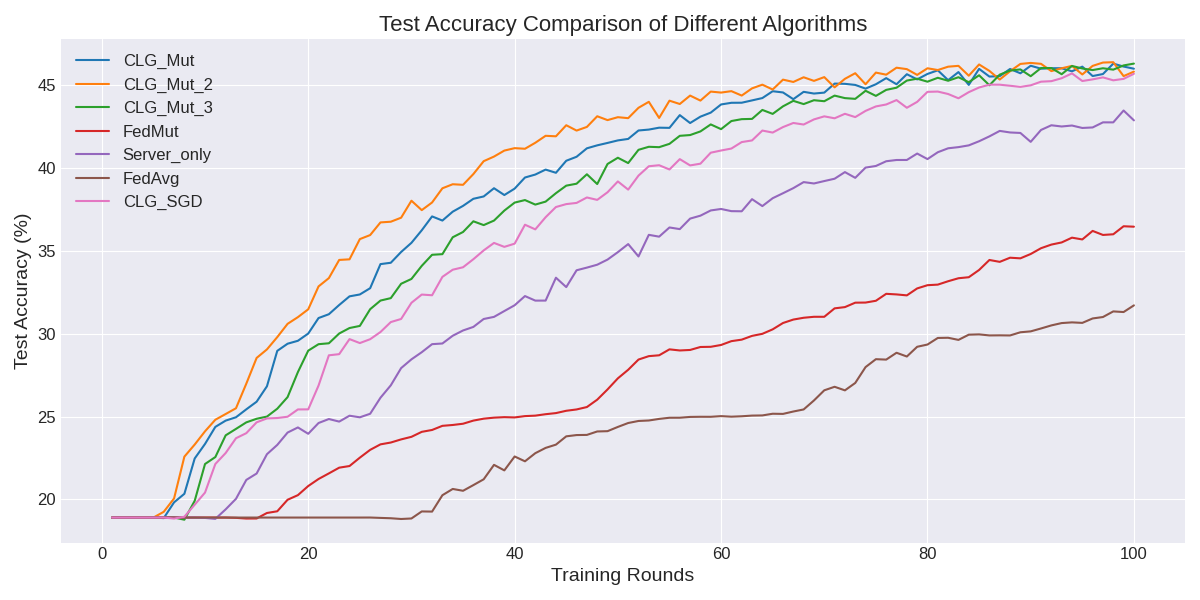 Test Accuracy Comparison of Different Algorithms
CLG_Mut
CLG_Mut_2
CLG_Mut_3
FedMut
Server_only
FedAvg
CLG_SGD
Test Accuracy (%)
45
40
35
30
25
20
0 20 40 60 80 100
Training Rounds